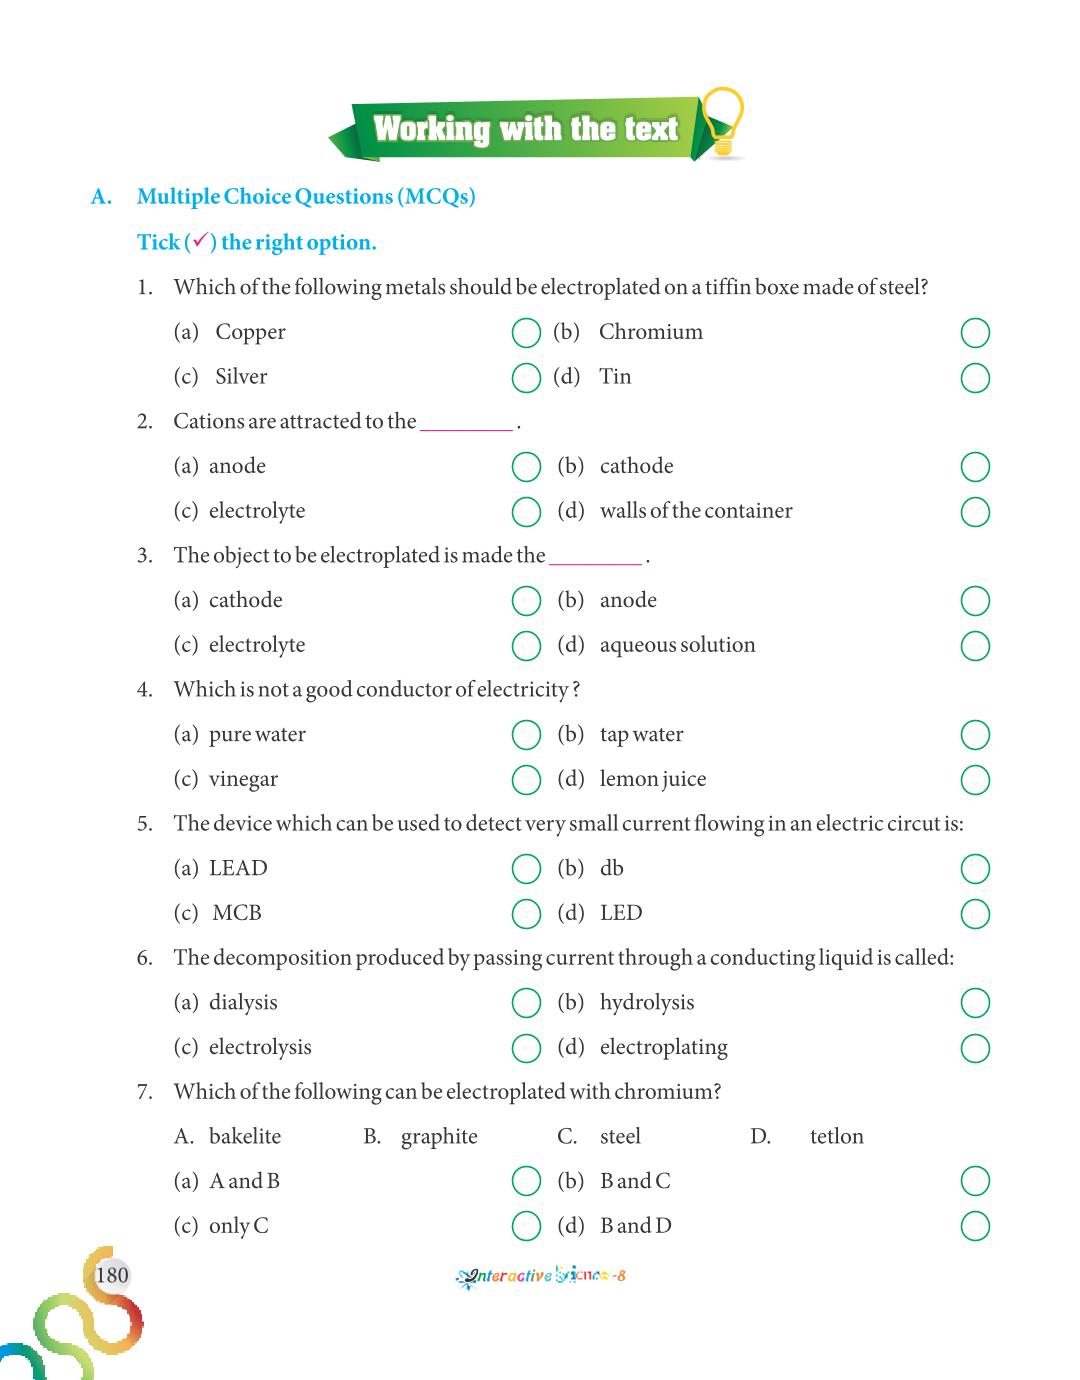 Working with the text
A. Multiple Choice Questions (MCQs)
Tick (✓) the right option.
1. Which of the following metals should be electroplated on a tiffin boxe made of steel?
(a) Copper (b) Chromium
(c) Silver (d) Tin
2. Cations are attracted to the ________ .
(a) anode (b) cathode
(c) electrolyte (d) walls of the container
3. The object to be electroplated is made the ________ .
(a) cathode (b) anode
(c) electrolyte (d) aqueous solution
4. Which is not a good conductor of electricity?
(a) pure water (b) tap water
(c) vinegar (d) lemon juice
5. The device which can be used to detect very small current flowing in an electric circut is:
(a) LEAD (b) db
(c) MCB (d) LED
6. The decomposition produced by passing current through a conducting liquid is called:
(a) dialysis (b) hydrolysis
(c) electrolysis (d) electroplating
7. Which of the following can be electroplated with chromium?
A. bakelite B. graphite C. steel D. tetlon
(a) A and B (b) B and C
(c) only C (d) B and D
180 Interactive Science-8